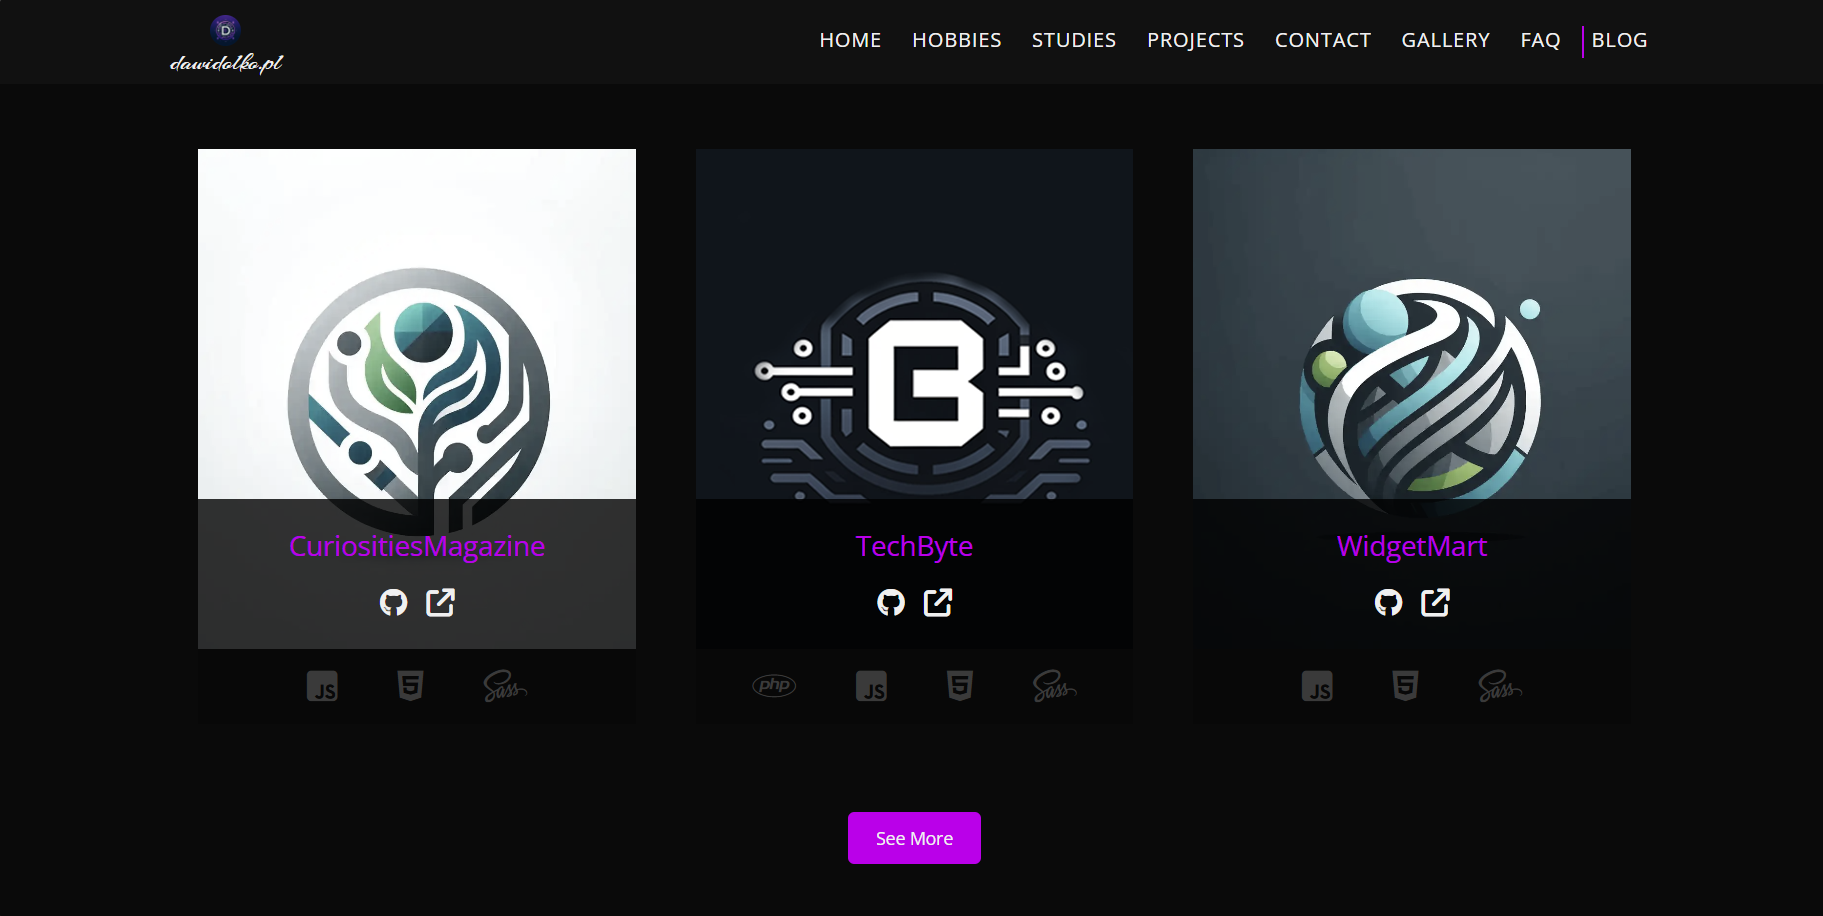 D
dawidolko.pl
HOME HOBBIES STUDIES PROJECTS CONTACT GALLERY FAQ BLOG
B
CuriositiesMagazine
TechByte
WidgetMart
JS 5 Sass
php JS 5 Sass
JS 5 Sass
See More